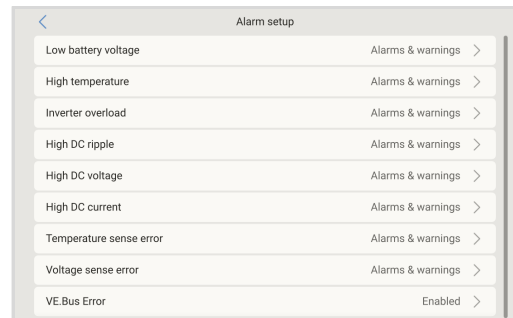 Alarm setup
Low battery voltage Alarms & warnings
High temperature Alarms & warnings
Inverter overload Alarms & warnings
High DC ripple Alarms & warnings
High DC voltage Alarms & warnings
High DC current Alarms & warnings
Temperature sense error Alarms & warnings
Voltage sense error Alarms & warnings
VE.Bus Error Enabled